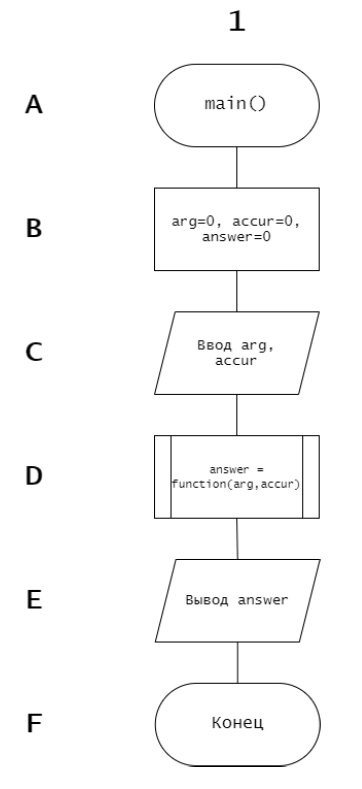 1
A
main()
B
arg=0, accur=0,
answer=0
C
Ввод arg,
accur
D
answer =
function(arg,accur)
E
Вывод answer
F
Конец